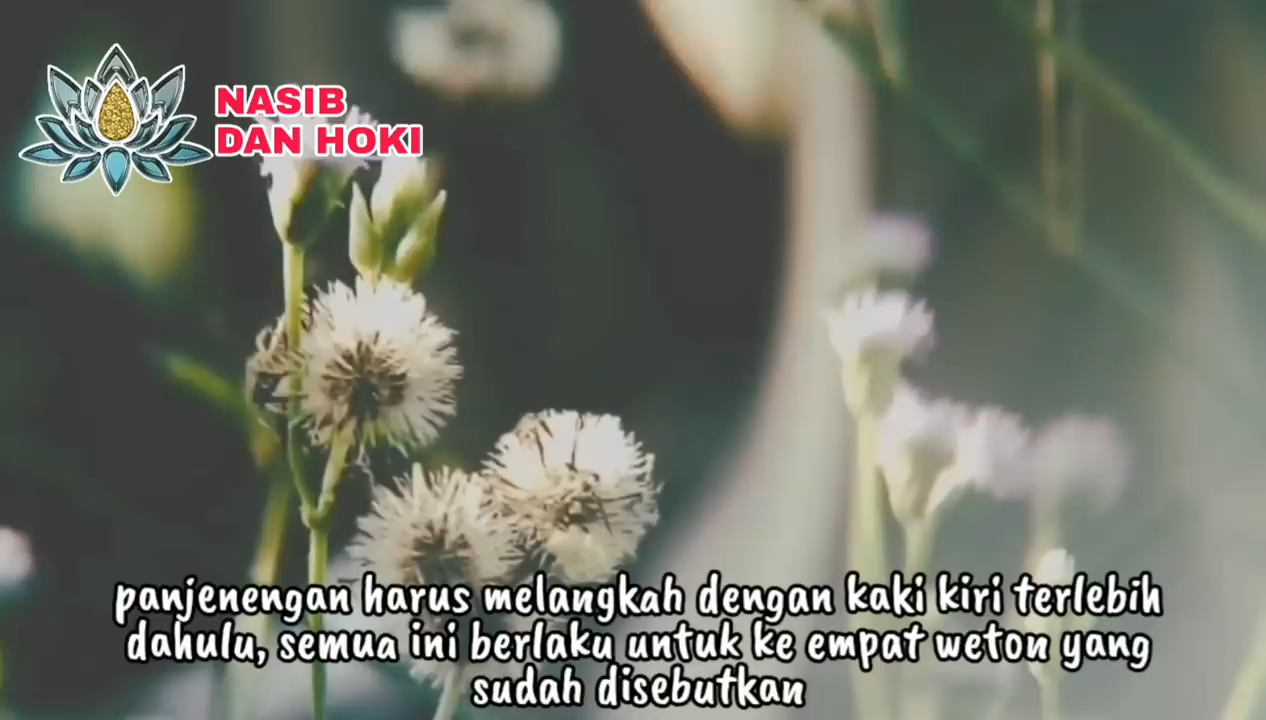 NASIB
DAN HOKI
panjenengan harus melangkah dengan kaki kiri terlebih
dahulu, semua ini berlaku untuk ke empat weton yang
sudah disebutkan